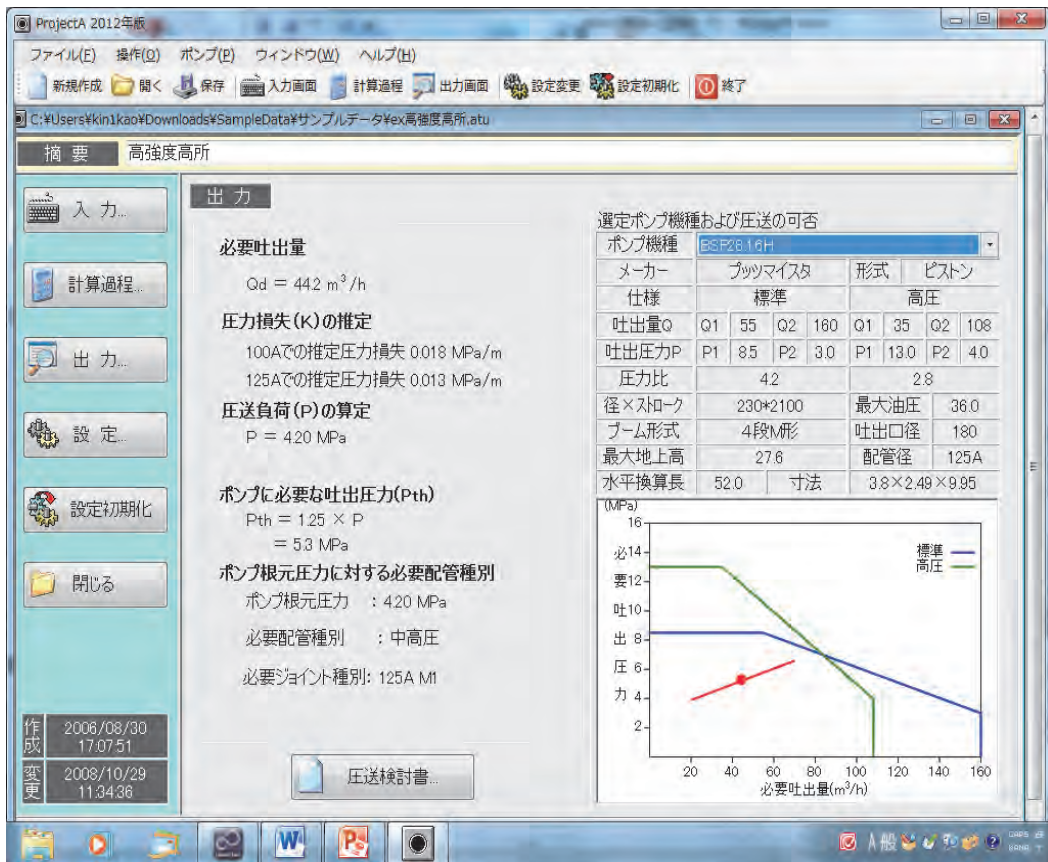 ProjectA 2012年版
ファイル(F) 操作(O) ポンプ(P) ウィンドウ(W) ヘルプ(H)
新規作成 開く 保存 入力画面 計算過程 出力画面 設定変更 設定初期化 終了
C:¥Users¥kin1kao¥Downloads¥SampleData¥サンプルデータ¥ex高強度高所.atu
摘 要 高強度高所
入 力...
計算過程...
出 力...
設 定...
設定初期化
閉じる
作成 2006/08/30 17:07:51
変更 2008/10/29 11:34:36
出 力
必要吐出量
Qd = 44.2 m³/h
圧力損失(K)の推定
100Aでの推定圧力損失 0.018 MPa/m
125Aでの推定圧力損失 0.013 MPa/m
圧送負荷(P)の算定
P = 4.20 MPa
ポンプに必要な吐出圧力(Pth)
Pth = 1.25 × P
= 5.3 MPa
ポンプ根元圧力に対する必要配管種別
ポンプ根元圧力 : 4.20 MPa
必要配管種別 : 中高圧
必要ジョイント種別: 125A M1
圧送検討書...
選定ポンプ機種および圧送の可否
ポンプ機種 BSF28.16H
メーカー プッツマイスタ 形式 ピストン
仕様 標準 高圧
吐出量Q Q1 55 Q2 160 Q1 35 Q2 108
吐出圧力P P1 8.5 P2 3.0 P1 13.0 P2 4.0
圧力比 4.2 2.8
径×ストローク 230*2100 最大油圧 36.0
ブーム形式 4段M形 吐出口径 180
最大地上高 27.6 配管径 125A
水平換算長 52.0 寸法 3.8×2.49×9.95
(MPa)
必要吐出圧力
16
14
12
10
8
6
4
2
標準
高圧
20 40 60 80 100 120 140 160
必要吐出量(m³/h)
A 般
CAPS
KANA